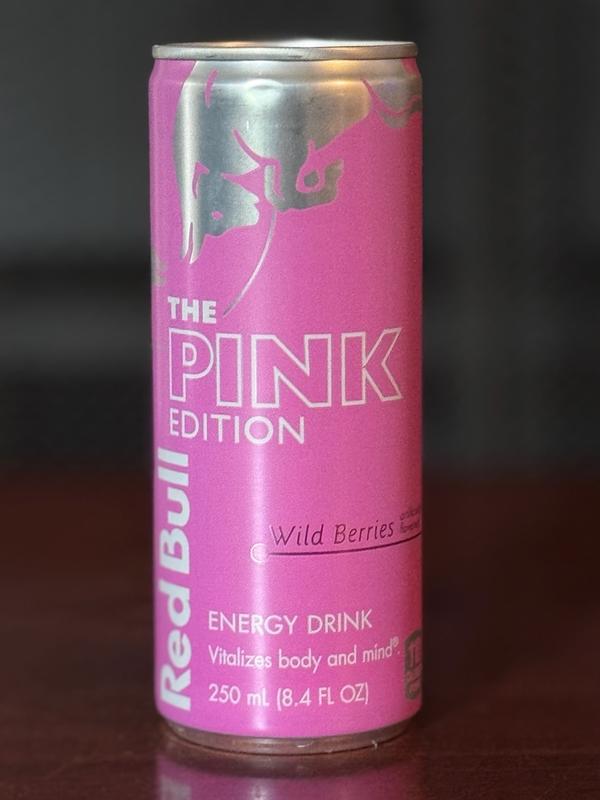 THE
PINK
EDITION
Red Bull
Wild Berries
ENERGY DRINK
Vitalizes body and mind®.
250 mL (8.4 FL OZ)